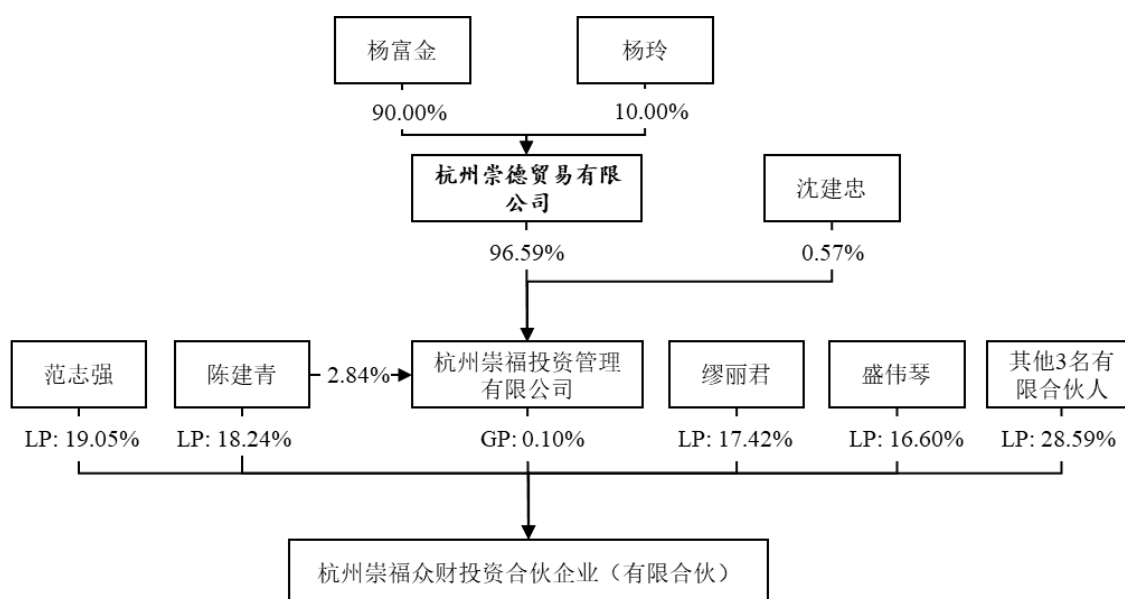 杨富金
杨玲
90.00%
10.00%
杭州崇德贸易有限
公司
沈建忠
96.59%
0.57%
范志强
陈建青
2.84%
杭州崇福投资管理
有限公司
缪丽君
盛伟琴
其他3名有
限合伙人
LP: 19.05%
LP: 18.24%
GP: 0.10%
LP: 17.42%
LP: 16.60%
LP: 28.59%
杭州崇福众财投资合伙企业（有限合伙）